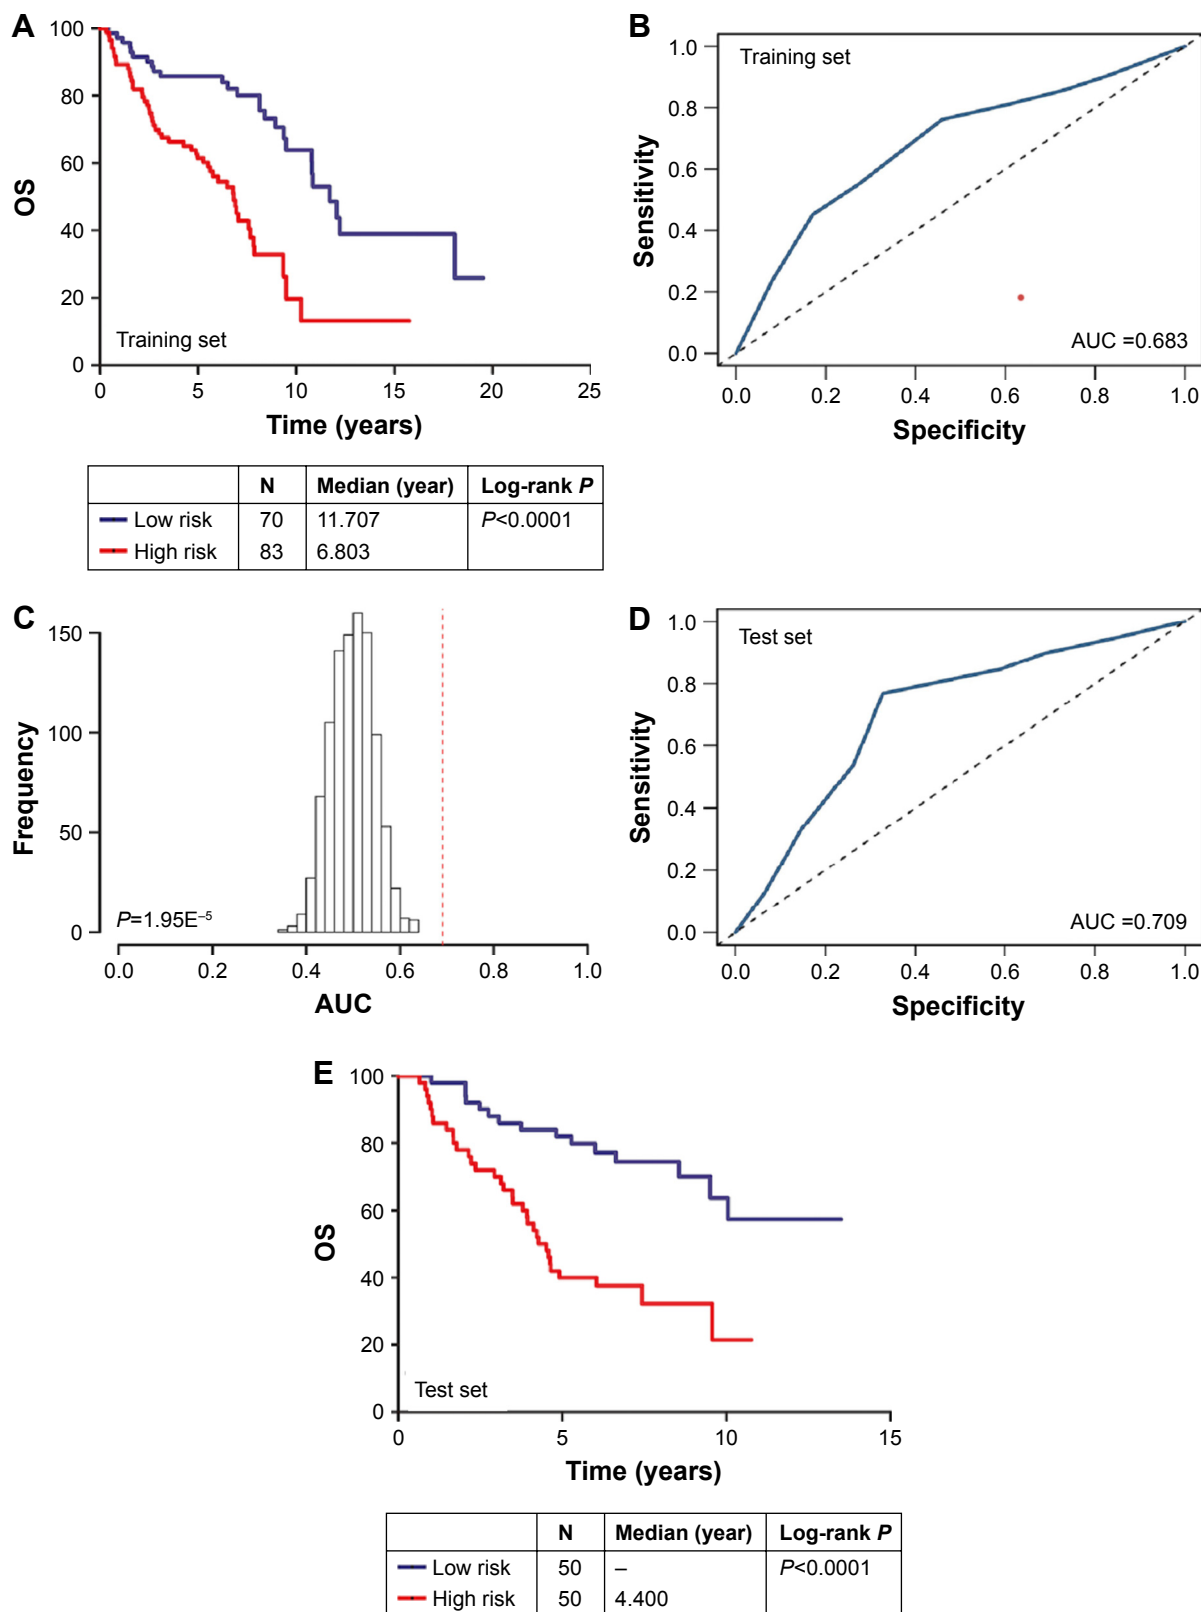 A
100
80
60
40
20
0
OS
Training set
0 5 10 15 20 25
Time (years)
N Median (year) Log-rank P
Low risk 70 11.707 P<0.0001
High risk 83 6.803
B
1.0
0.8
0.6
0.4
0.2
0.0
Sensitivity
Training set
AUC =0.683
0.0 0.2 0.4 0.6 0.8 1.0
Specificity
C
150
100
50
0
Frequency
P=1.95E–5
0.0 0.2 0.4 0.6 0.8 1.0
AUC
D
1.0
0.8
0.6
0.4
0.2
0.0
Sensitivity
Test set
AUC =0.709
0.0 0.2 0.4 0.6 0.8 1.0
Specificity
E
100
80
60
40
20
0
OS
Test set
0 5 10 15
Time (years)
N Median (year) Log-rank P
Low risk 50 – P<0.0001
High risk 50 4.400